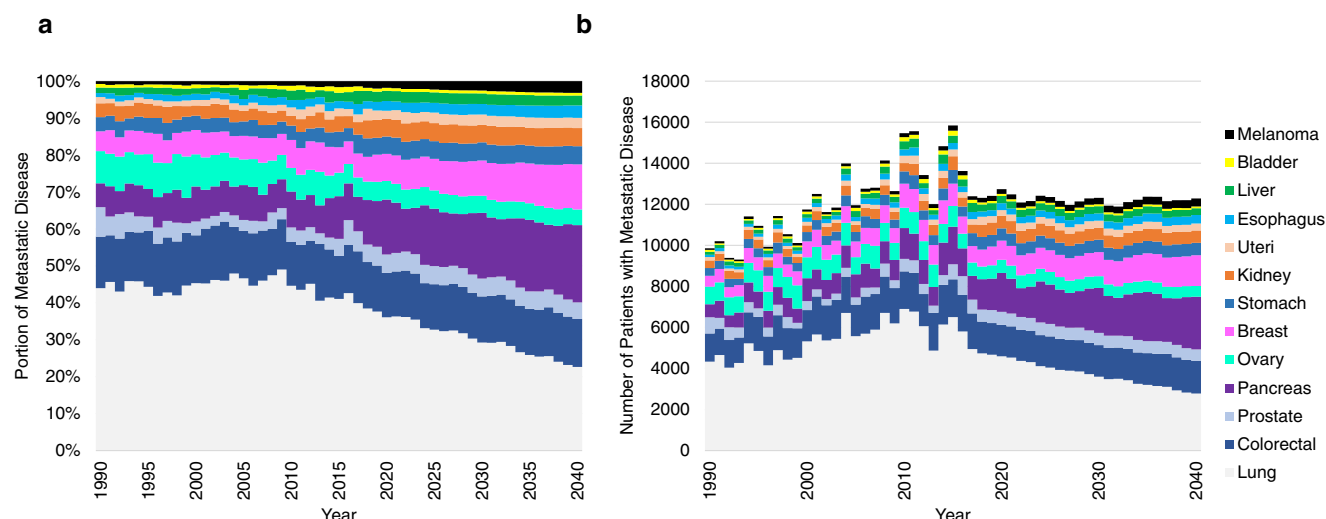 a
Portion of Metastatic Disease
100%
90%
80%
70%
60%
50%
40%
30%
20%
10%
0%
1990
1995
2000
2005
2010
2015
2020
2025
2030
2035
2040
Year
b
Number of Patients with Metastatic Disease
18000
16000
14000
12000
10000
8000
6000
4000
2000
0
1990
2000
2010
2020
2030
2040
Year
Melanoma
Bladder
Liver
Esophagus
Uteri
Kidney
Stomach
Breast
Ovary
Pancreas
Prostate
Colorectal
Lung